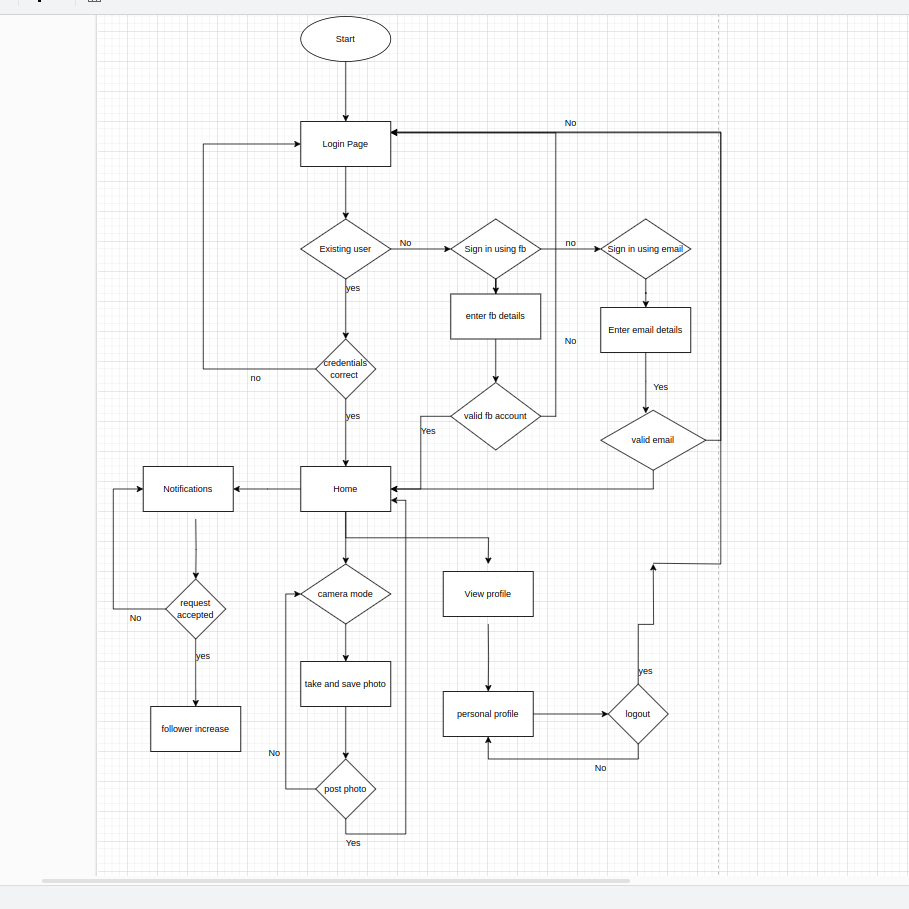 Start
No
Login Page
Existing user
No
Sign in using fb
no
Sign in using email
yes
enter fb details
Enter email details
No
credentials
correct
no
Yes
yes
valid fb account
Yes
valid email
Notifications
Home
camera mode
View profile
request
accepted
No
yes
yes
take and save photo
personal profile
logout
follower increase
No
No
post photo
Yes